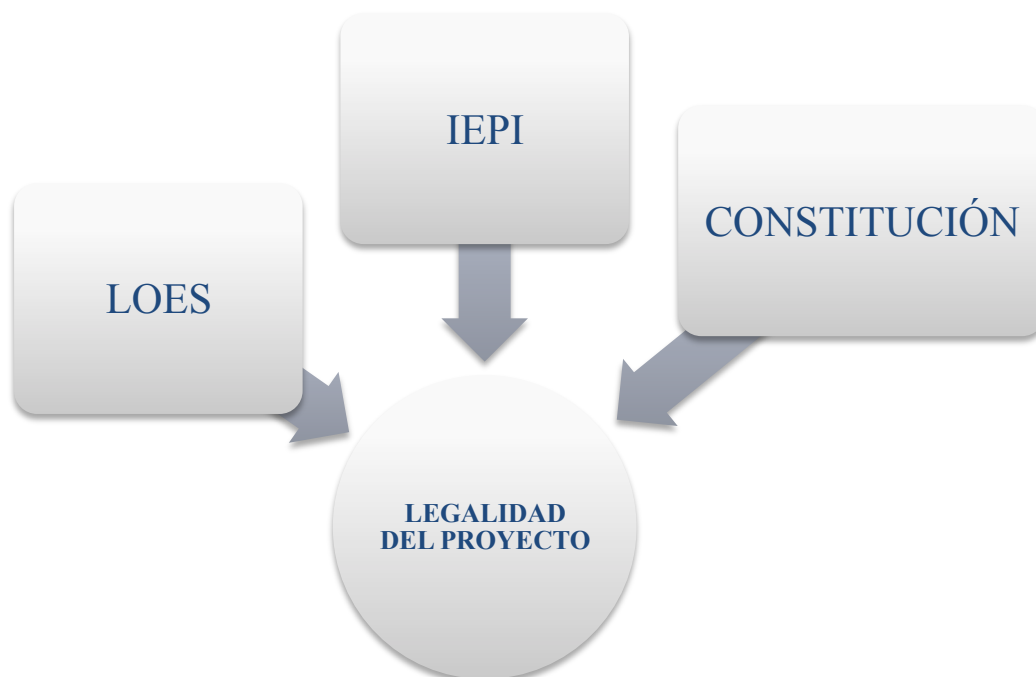 IEPI
CONSTITUCIÓN
LOES
LEGALIDAD
DEL PROYECTO